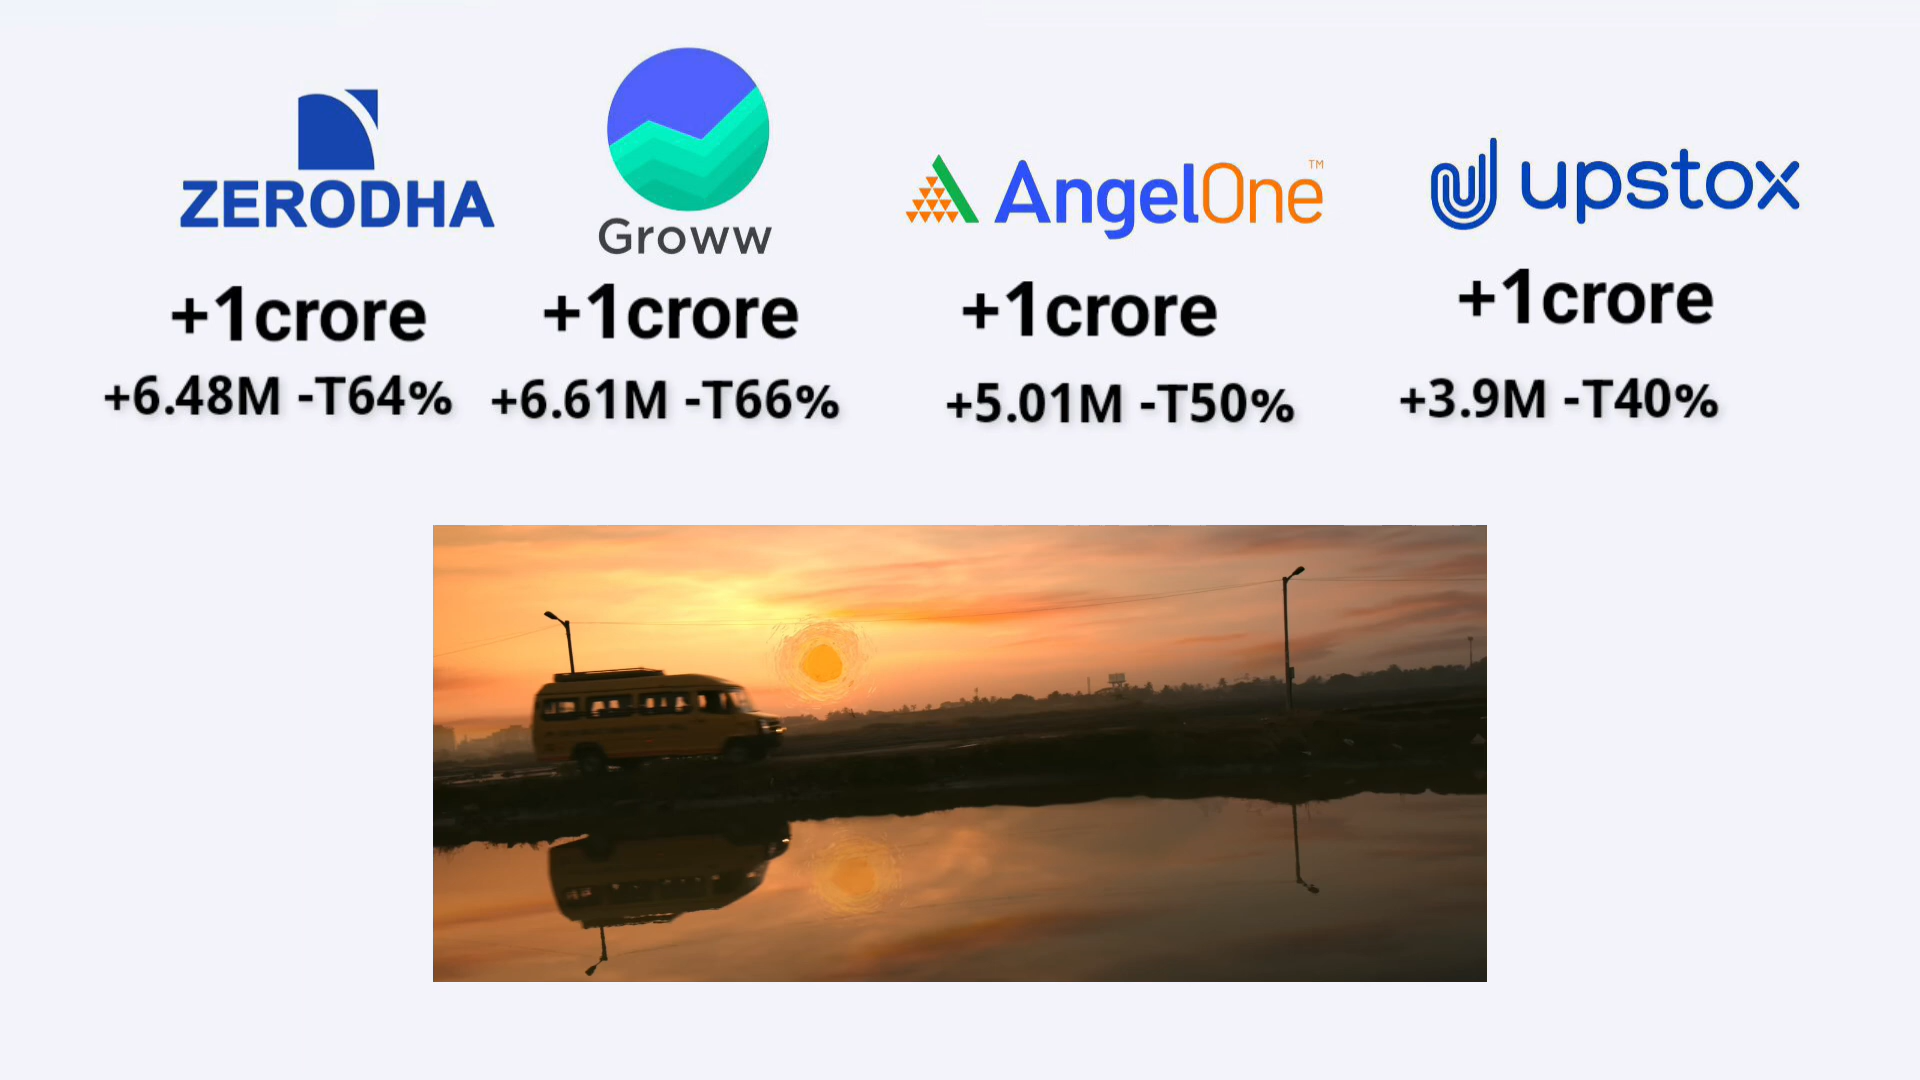 ZERODHA
Groww
AngelOne™
upstox
+1crore
+1crore
+1crore
+1crore
+6.48M -T64%
+6.61M -T66%
+5.01M -T50%
+3.9M -T40%